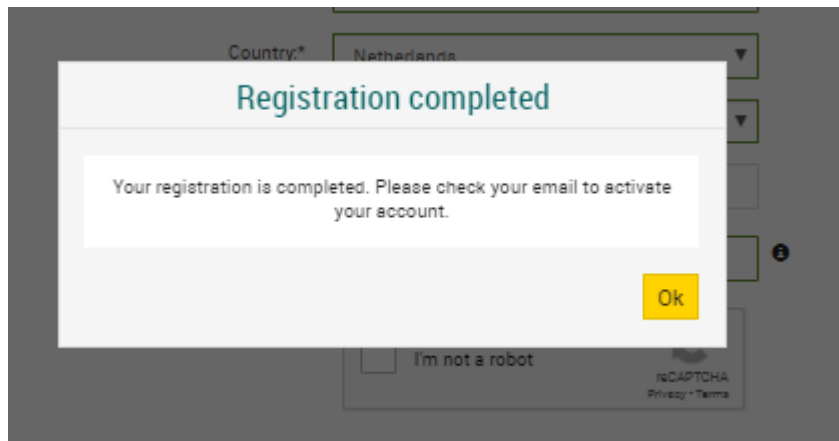 Country:*
Netherlands
Registration completed
Your registration is completed. Please check your email to activate
your account.
Ok
I'm not a robot
reCAPTCHA
Privacy - Terms